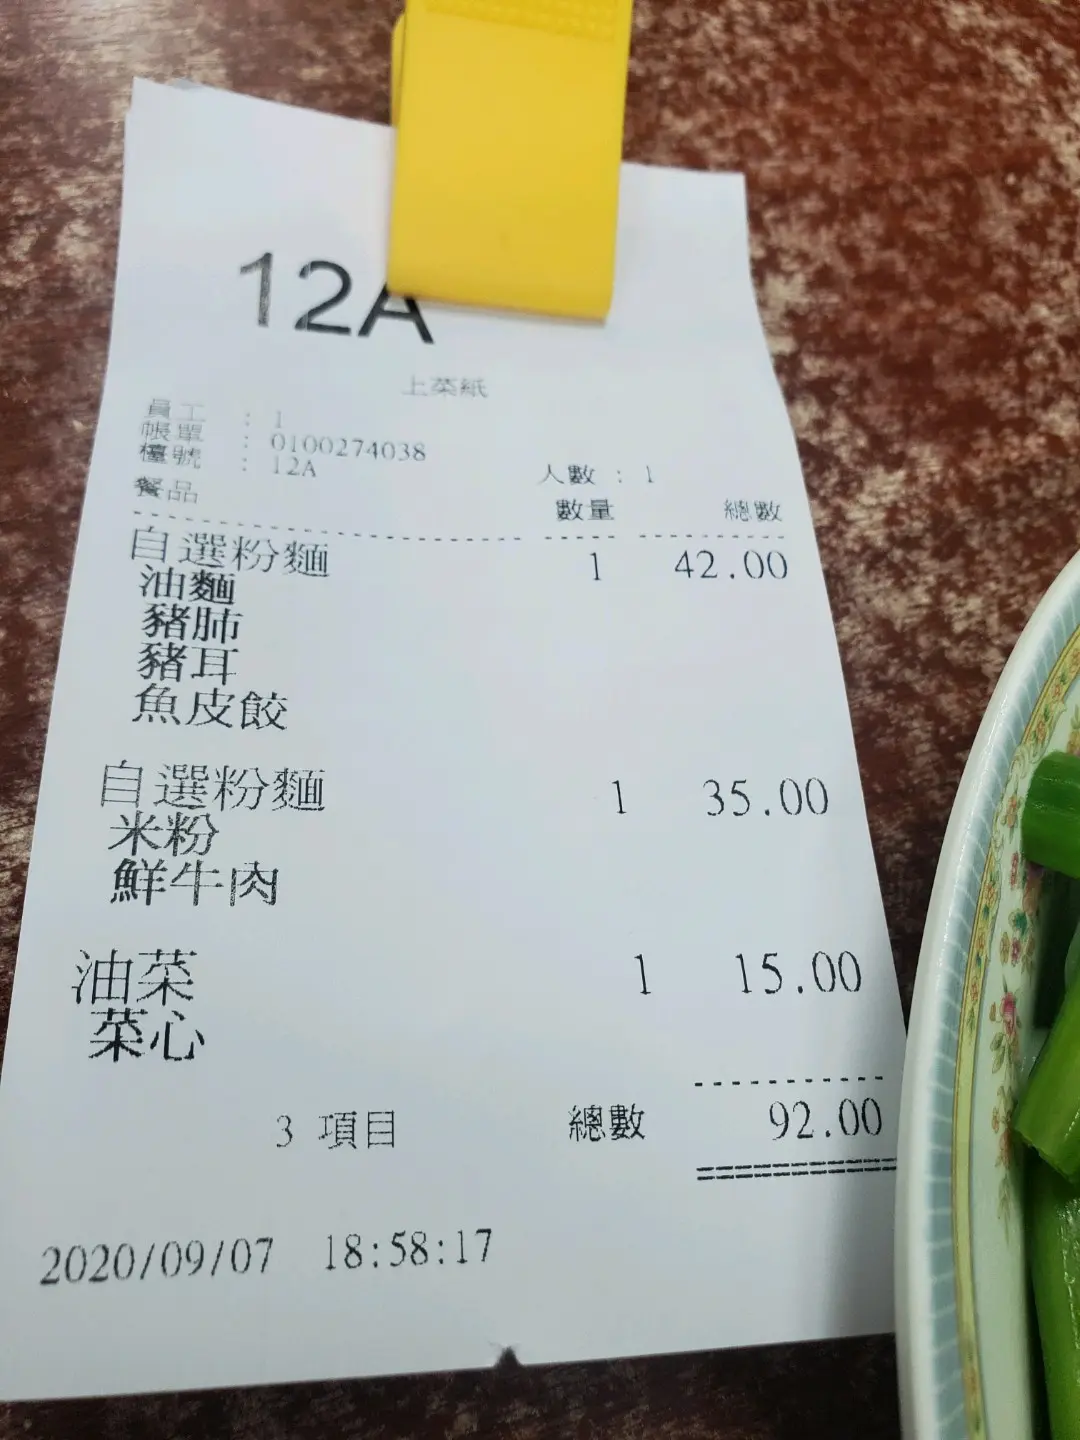 12A
上菜紙
員工 : 1
帳單 : 0100274038
檯號 : 12A 人數 : 1
餐品 數量 總數
自選粉麵 1 42.00
油麵
豬肺
豬耳
魚皮餃
自選粉麵 1 35.00
米粉
鮮牛肉
油菜 1 15.00
菜心
3 項目 總數 92.00
2020/09/07 18:58:17